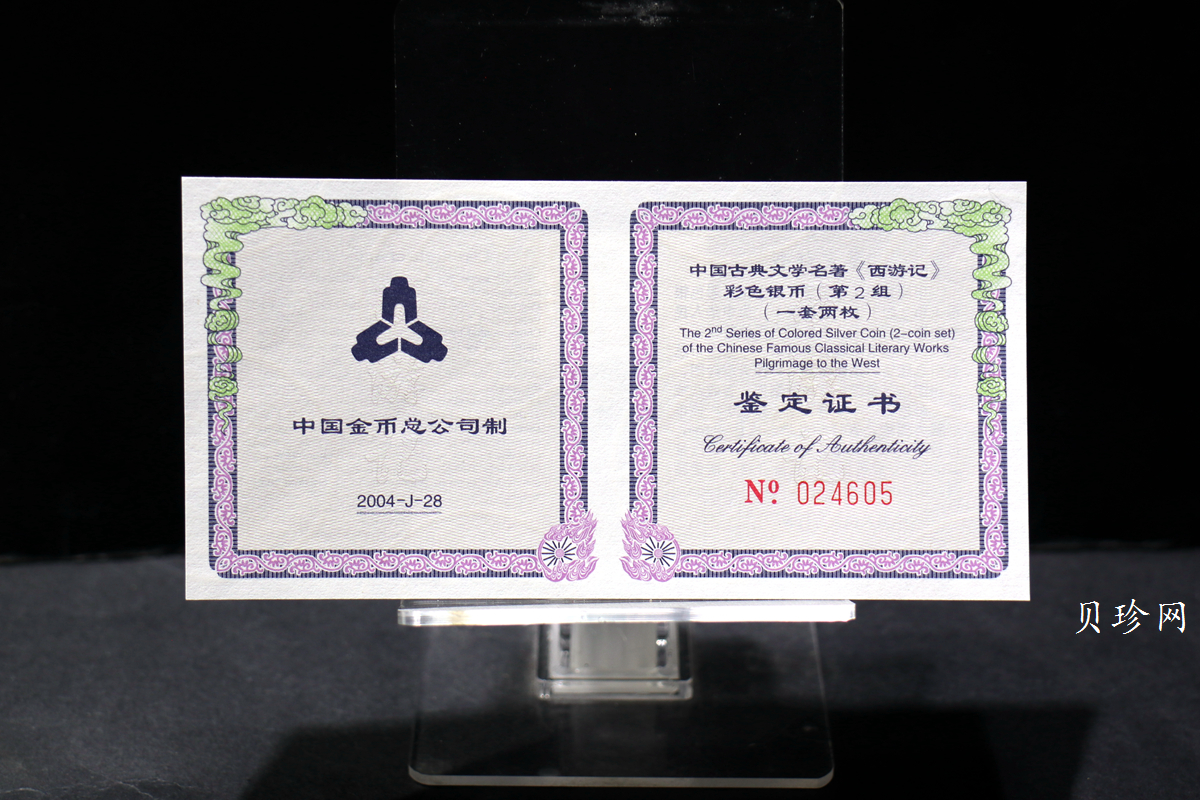 中国金币总公司制
2004-J-28
中国古典文学名著《西游记》
彩色银币（第2组）
（一套两枚）
The 2nd Series of Colored Silver Coin (2-coin set)
of the Chinese Famous Classical Literary Works
Pilgrimage to the West
鉴定证书
Certificate of Authenticity
Nº 024605
贝珍网